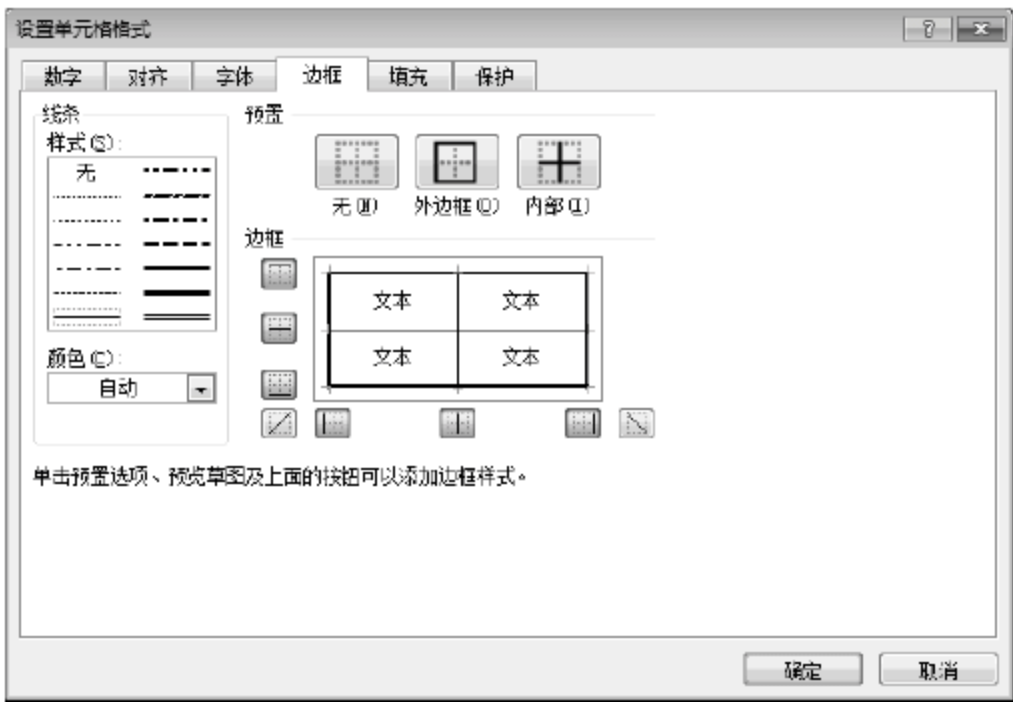 设置单元格格式
数字 对齐 字体 边框 填充 保护
线条 预置
样式(S):
无
无(N) 外边框(O) 内部(I)
边框
文本 文本
文本 文本
颜色(C):
自动
单击预置选项、预览草图及上面的按钮可以添加边框样式。
确定 取消